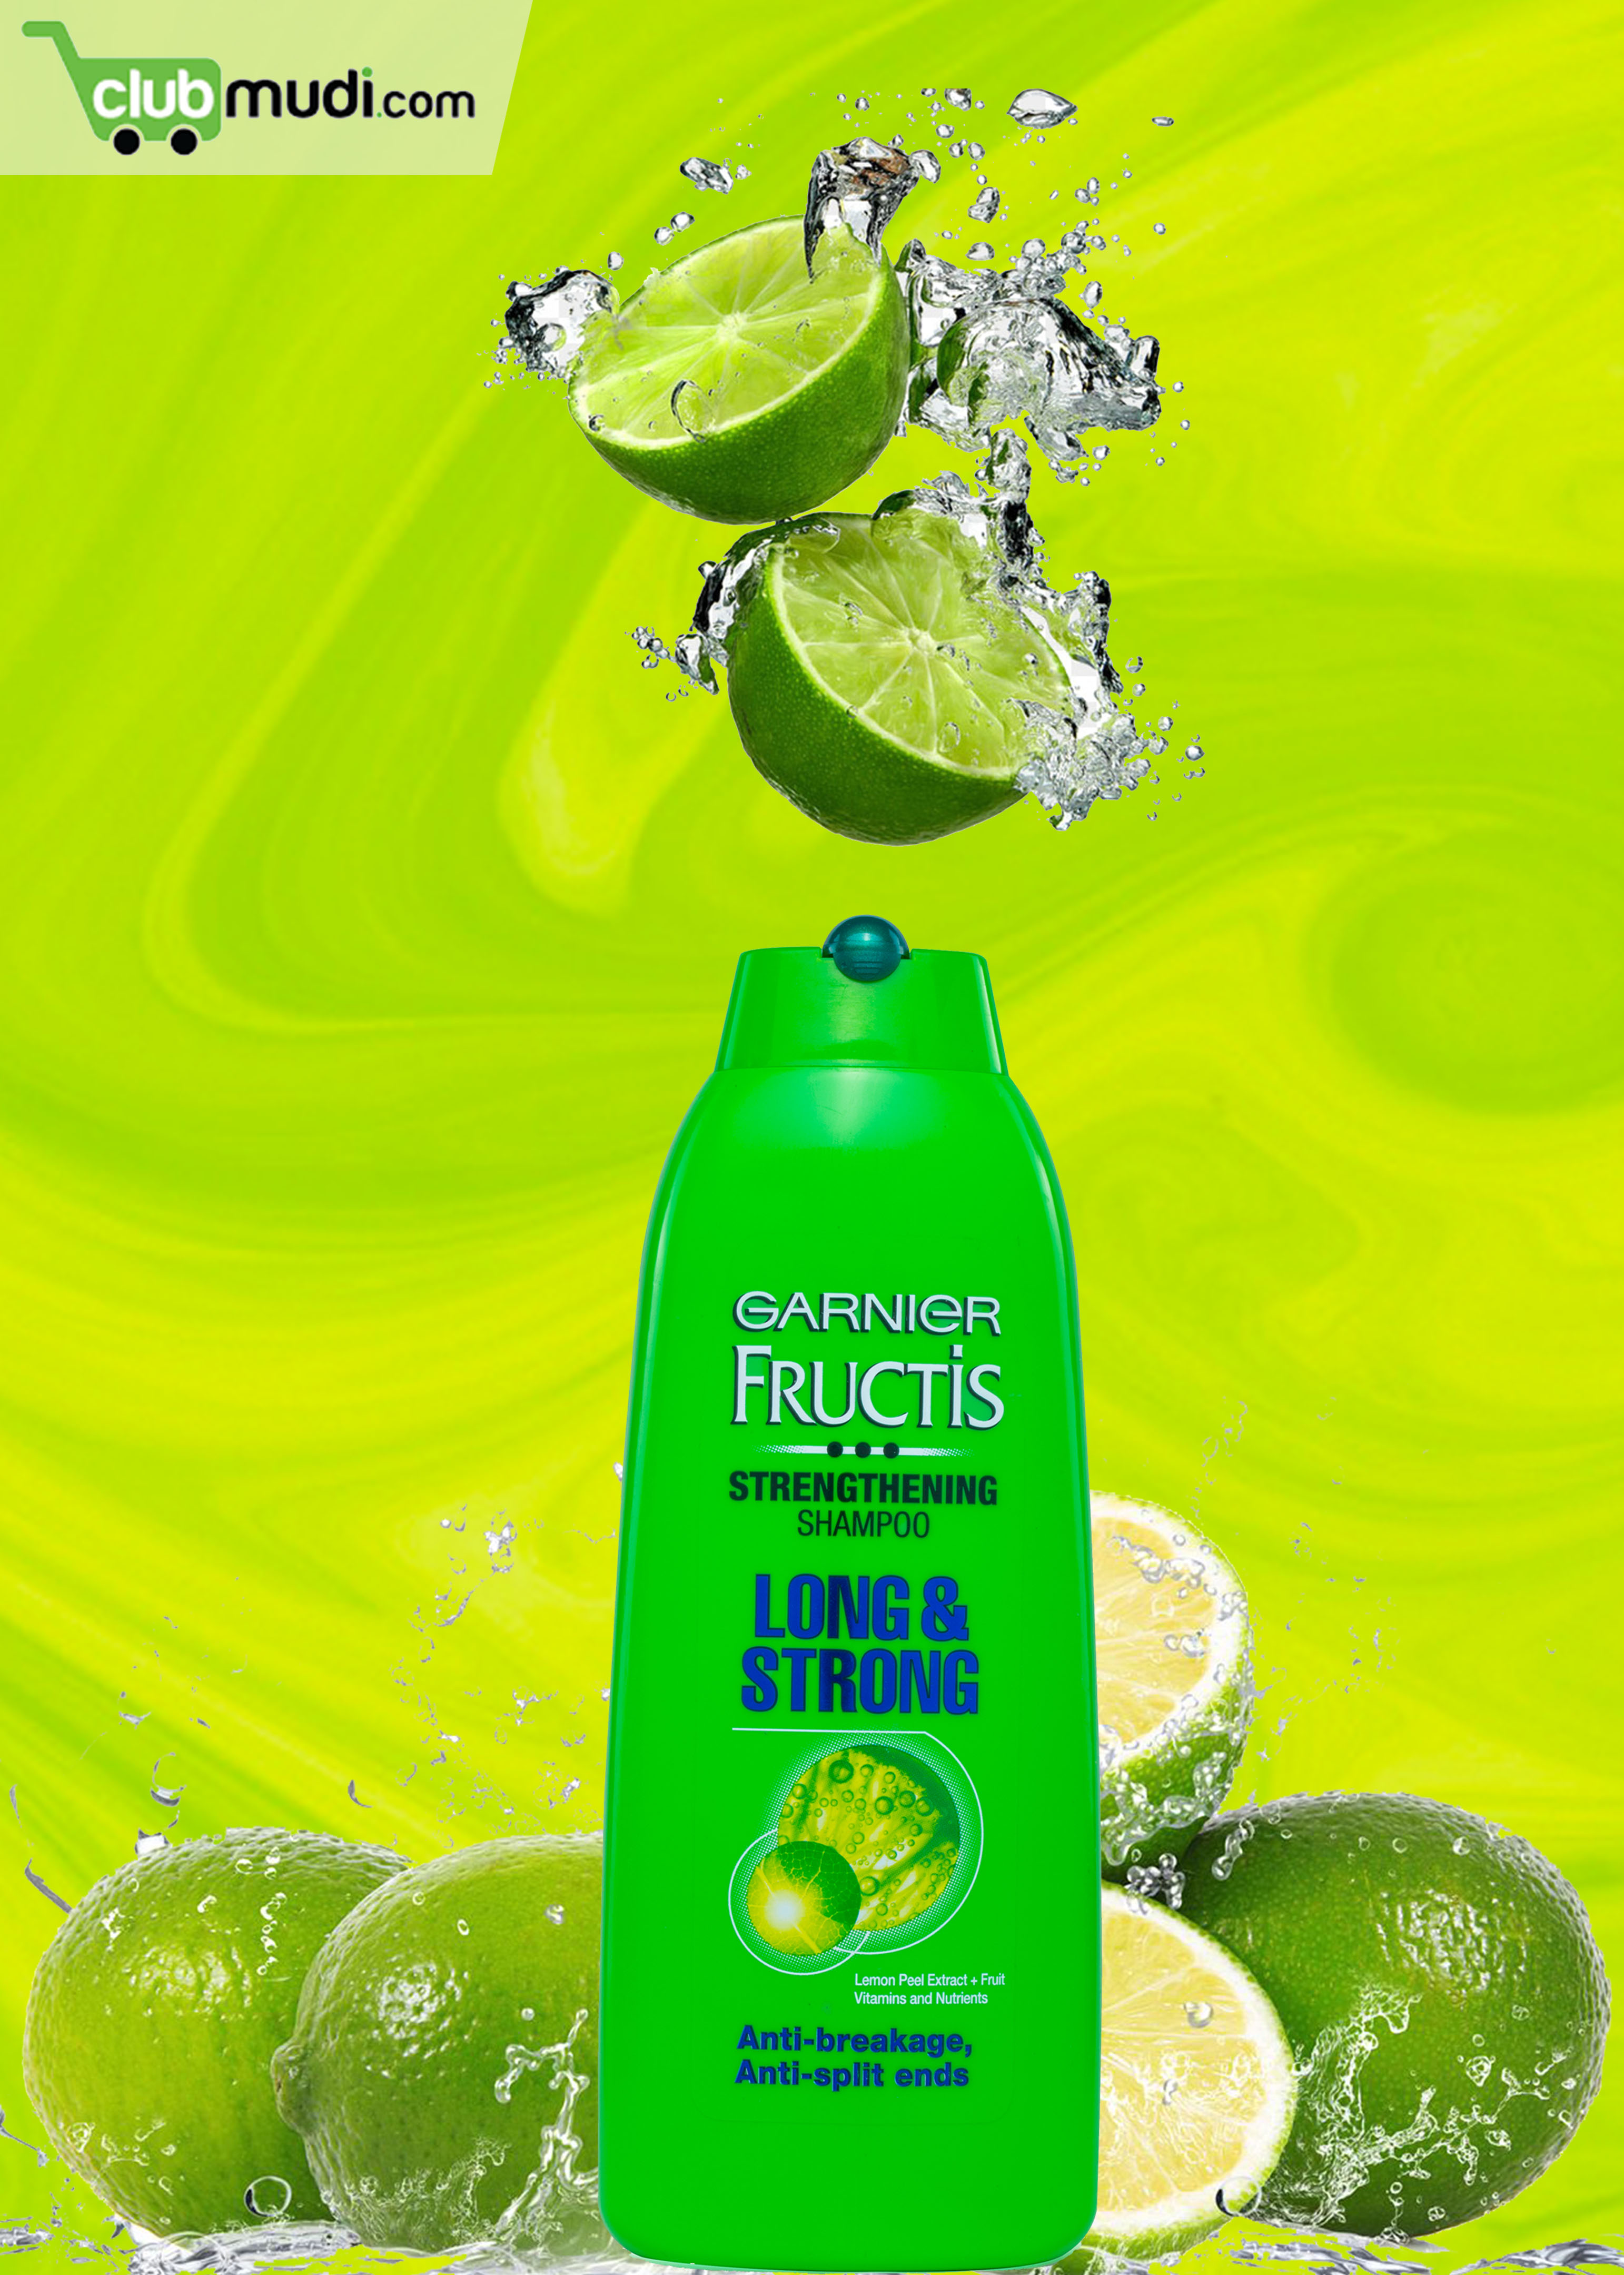 clubmudi.com
GARNIER
FRUCTIS
STRENGTHENING
SHAMPOO
LONG &
STRONG
Lemon Peel Extract + Fruit
Vitamins and Nutrients
Anti-breakage,
Anti-split ends